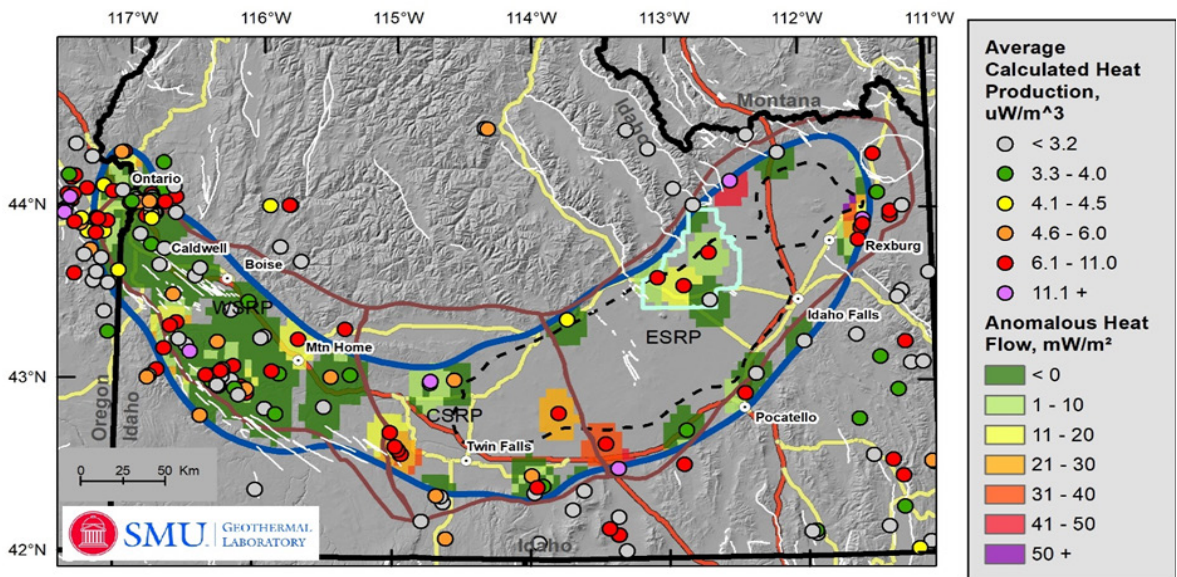 117°W 116°W 115°W 114°W 113°W 112°W 111°W
44°N
43°N
42°N
Montana
Idaho
Ontario
Caldwell
Boise
Rexburg
WSRP
Idaho Falls
ESRP
Mtn Home
CSRP
Pocatello
Twin Falls
Oregon
Idaho
0 25 50 Km
SMU. GEOTHERMAL
LABORATORY
Idaho
Average
Calculated Heat
Production,
uW/m^3
< 3.2
3.3 - 4.0
4.1 - 4.5
4.6 - 6.0
6.1 - 11.0
11.1 +
Anomalous Heat
Flow, mW/m²
< 0
1 - 10
11 - 20
21 - 30
31 - 40
41 - 50
50 +